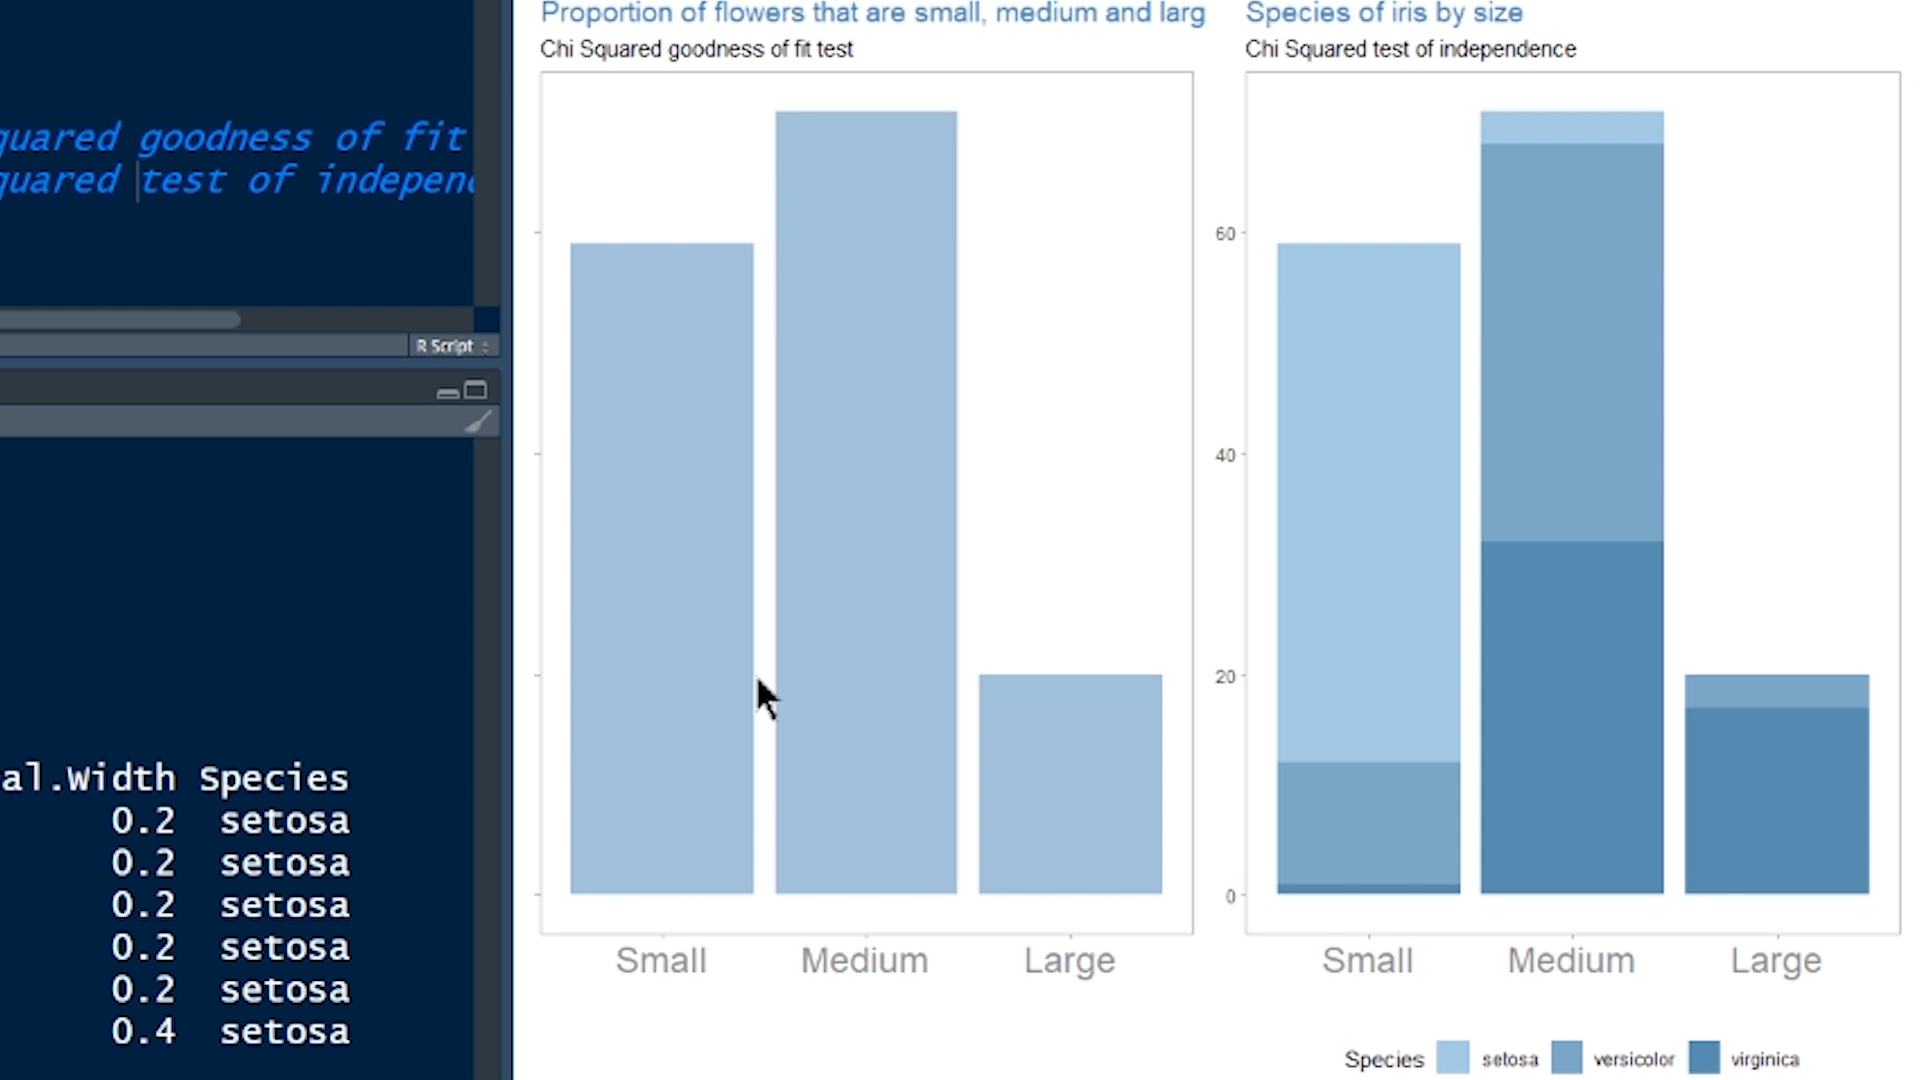 quared goodness of fit
quared test of independ
R Script
al.Width Species
0.2 setosa
0.2 setosa
0.2 setosa
0.2 setosa
0.2 setosa
0.4 setosa
Proportion of flowers that are small, medium and larg
Chi Squared goodness of fit test
Small Medium Large
Species of iris by size
Chi Squared test of independence
60
40
20
0
Small Medium Large
Species setosa versicolor virginica